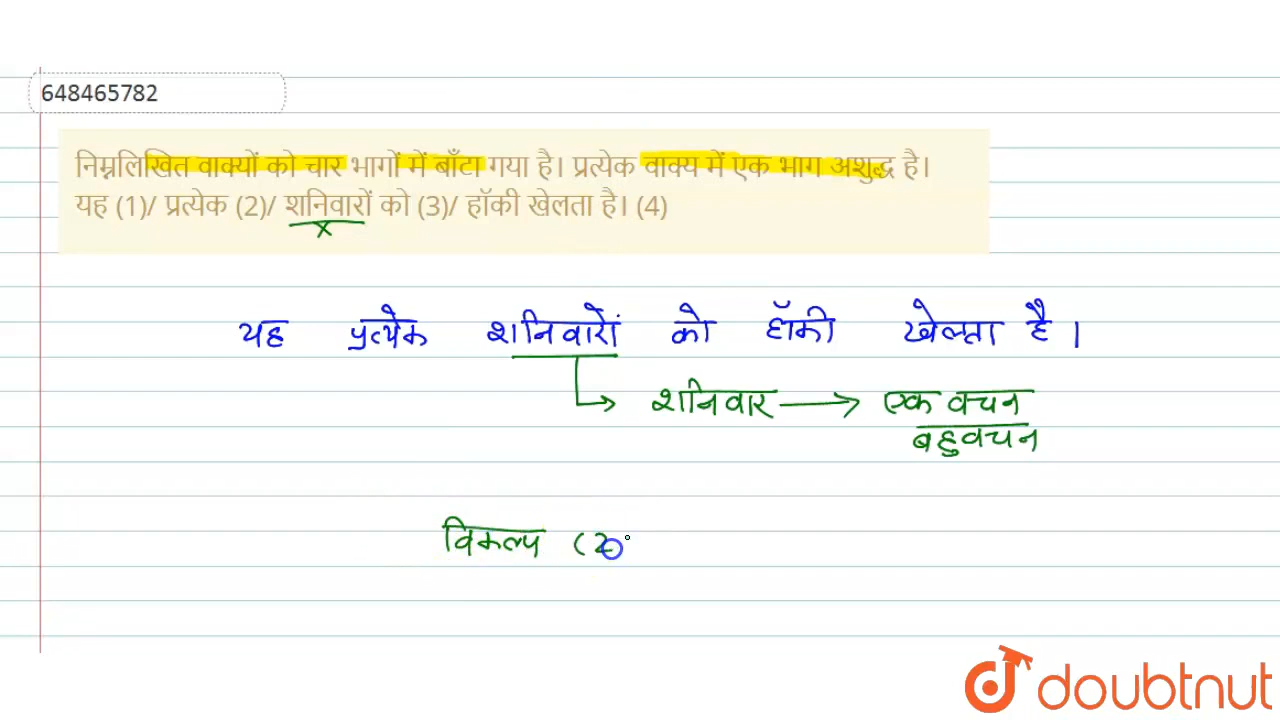 648465782
निम्नलिखित वाक्यों को चार भागों में बाँटा गया है। प्रत्येक वाक्य में एक भाग अशुद्ध है।
यह (1)/ प्रत्येक (2)/ शनिवारों को (3)/ हॉकी खेलता है। (4)
x
यह प्रत्येक शनिवारों को हॉकी खेलता है।
शनिवार → एक वचन
बहुवचन
विकल्प (2
doubtnut